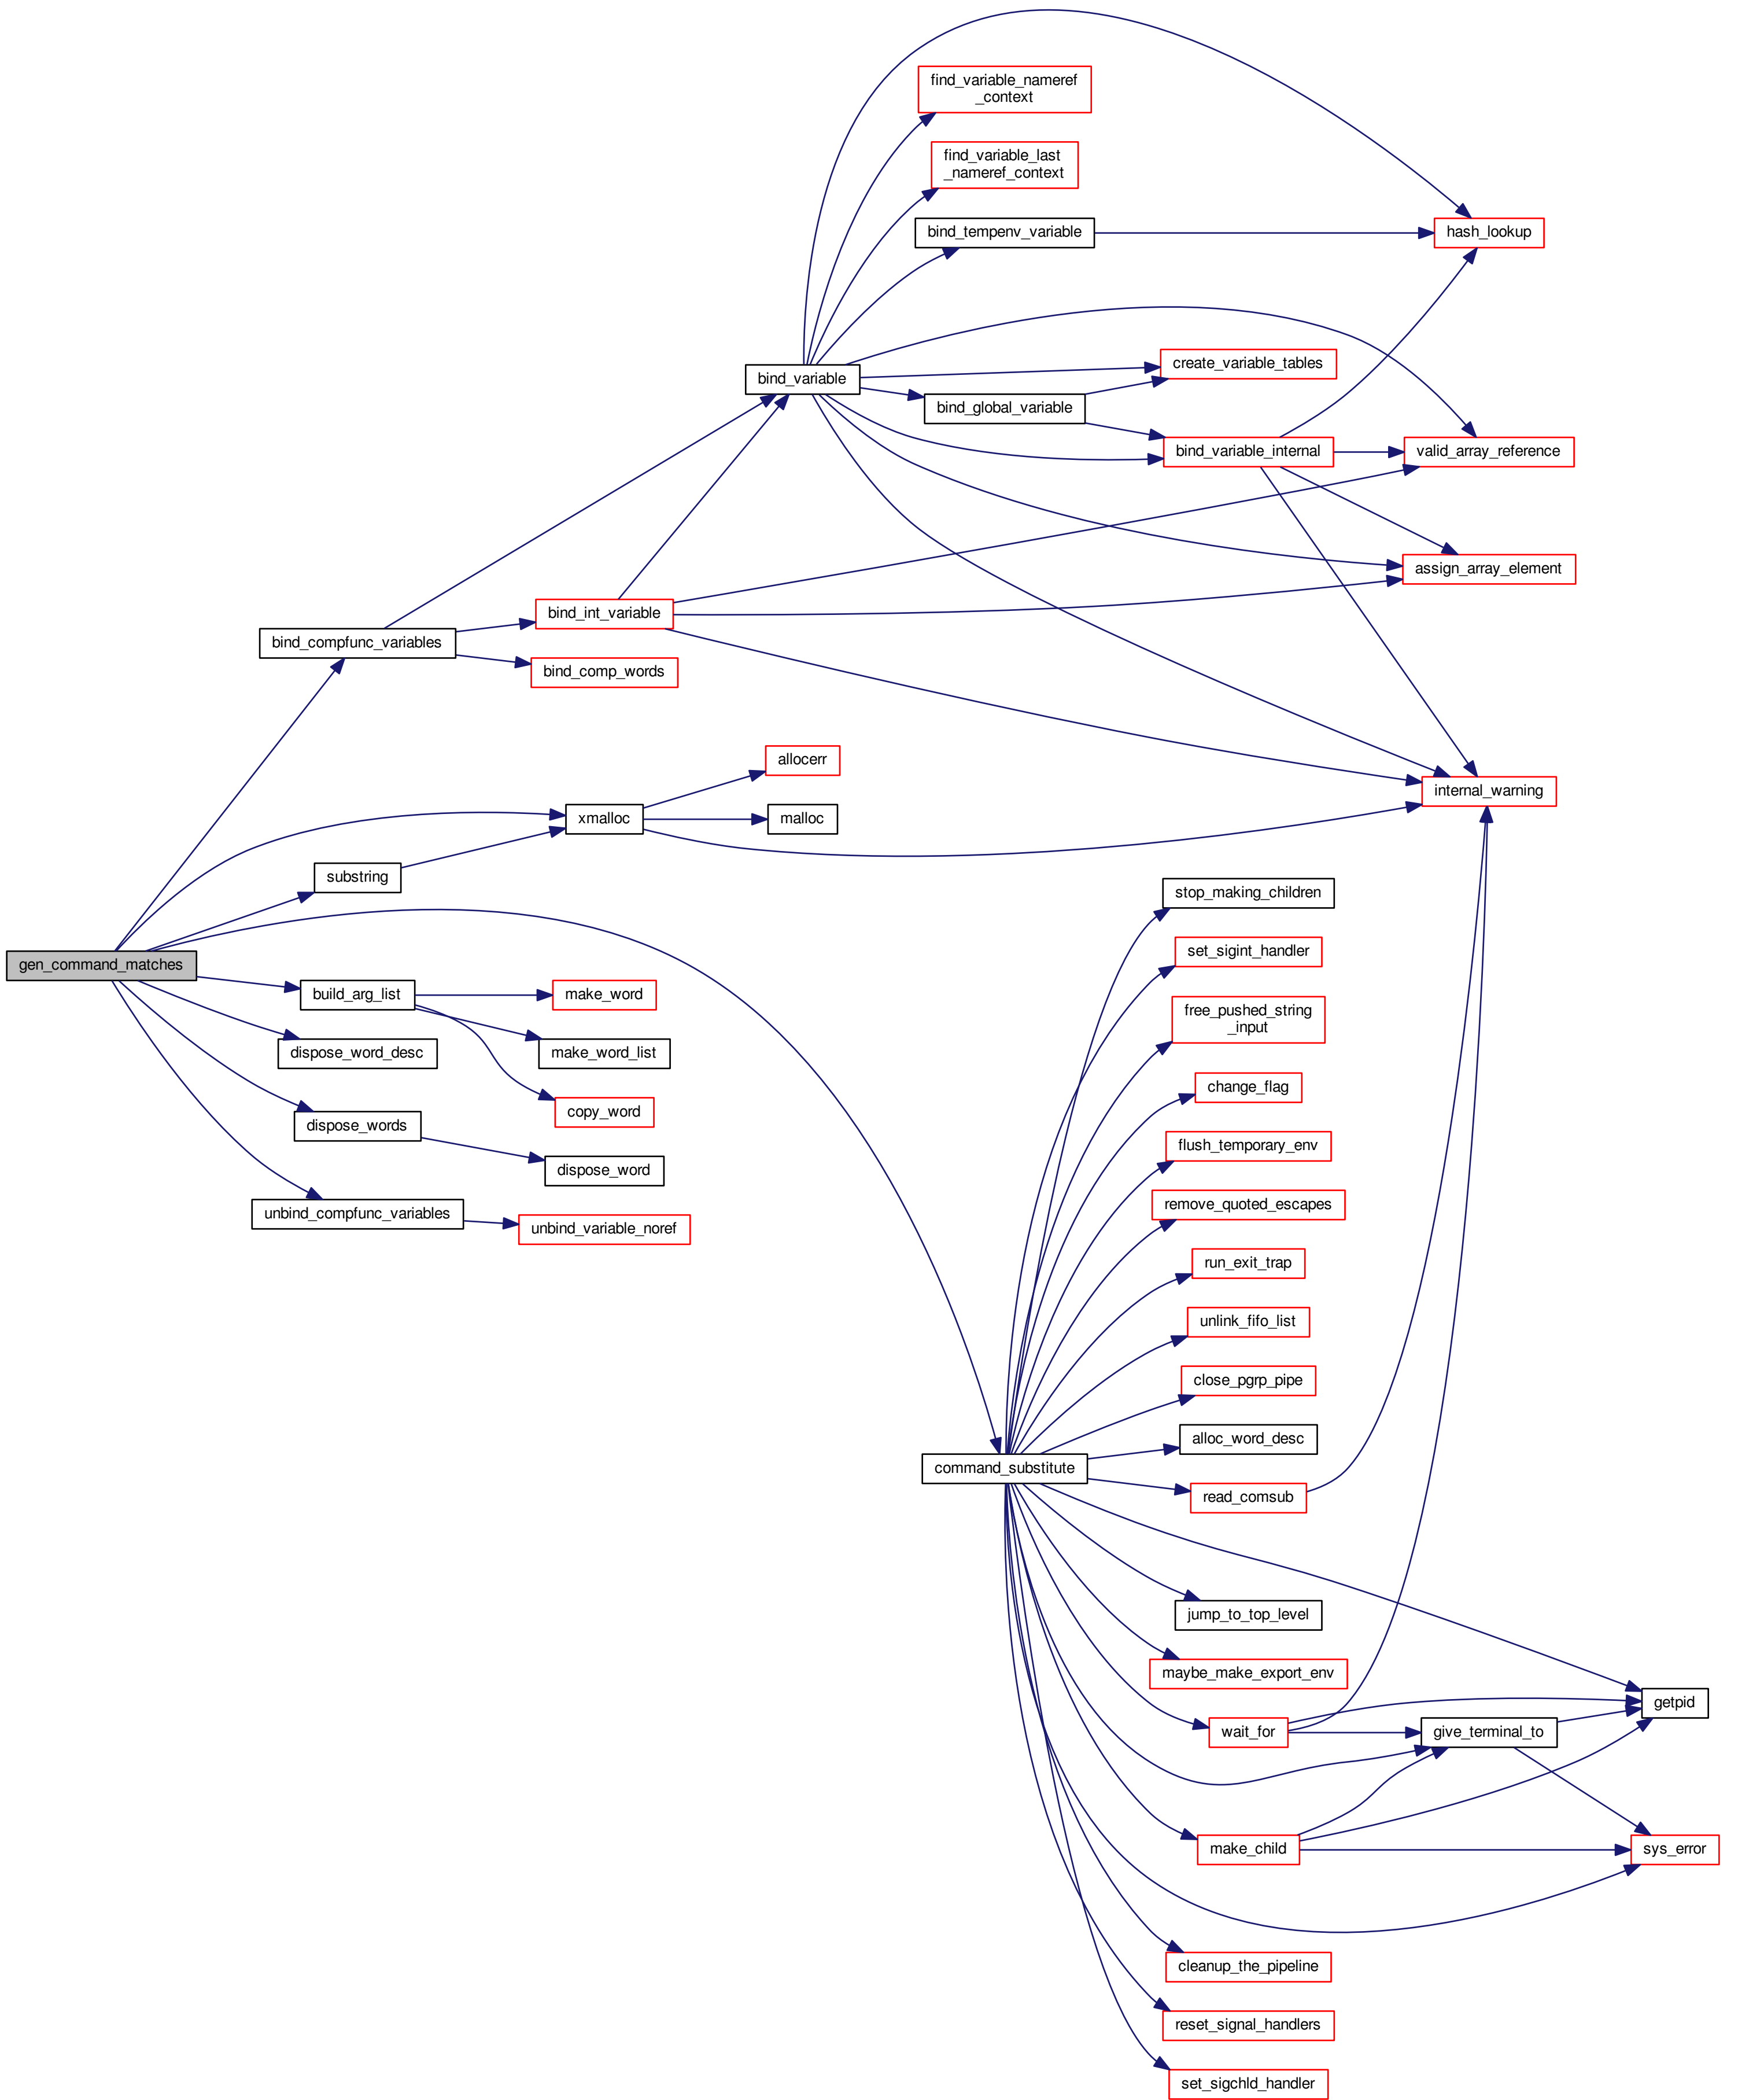 find_variable_nameref
_context
find_variable_last
_nameref_context
bind_tempenv_variable
hash_lookup
create_variable_tables
bind_variable
bind_global_variable
bind_variable_internal
valid_array_reference
assign_array_element
bind_int_variable
bind_compfunc_variables
bind_comp_words
allocerr
internal_warning
xmalloc
malloc
substring
stop_making_children
set_sigint_handler
gen_command_matches
build_arg_list
make_word
free_pushed_string
_input
dispose_word_desc
make_word_list
change_flag
copy_word
dispose_words
flush_temporary_env
dispose_word
remove_quoted_escapes
unbind_compfunc_variables
unbind_variable_noref
run_exit_trap
unlink_fifo_list
close_pgrp_pipe
alloc_word_desc
command_substitute
read_comsub
jump_to_top_level
maybe_make_export_env
getpid
wait_for
give_terminal_to
make_child
sys_error
cleanup_the_pipeline
reset_signal_handlers
set_sigchld_handler